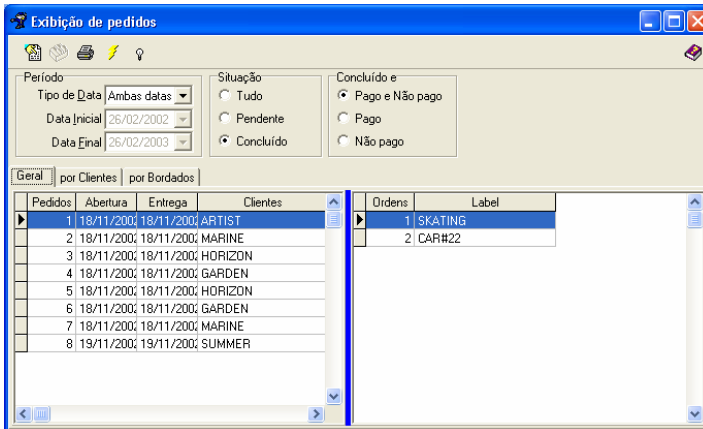 Exibição de pedidos
Período
Situação
Concluído e
Tipo de Data Ambas datas
Tudo
Pago e Não pago
Data Inicial 26/02/2002
Pendente
Pago
Data Final 26/02/2003
Concluído
Não pago
Geral por Clientes por Bordados
Pedidos Abertura Entrega Clientes
1 18/11/2002 18/11/2002 ARTIST
2 18/11/2002 18/11/2002 MARINE
3 18/11/2002 18/11/2002 HORIZON
4 18/11/2002 18/11/2002 GARDEN
5 18/11/2002 18/11/2002 HORIZON
6 18/11/2002 18/11/2002 GARDEN
7 18/11/2002 18/11/2002 MARINE
8 19/11/2002 19/11/2002 SUMMER
Ordens Label
1 SKATING
2 CAR#22